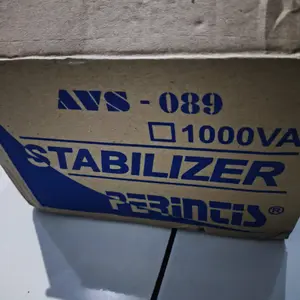 AVS - 089
1000VA
STABILIZER
PERINTIS®